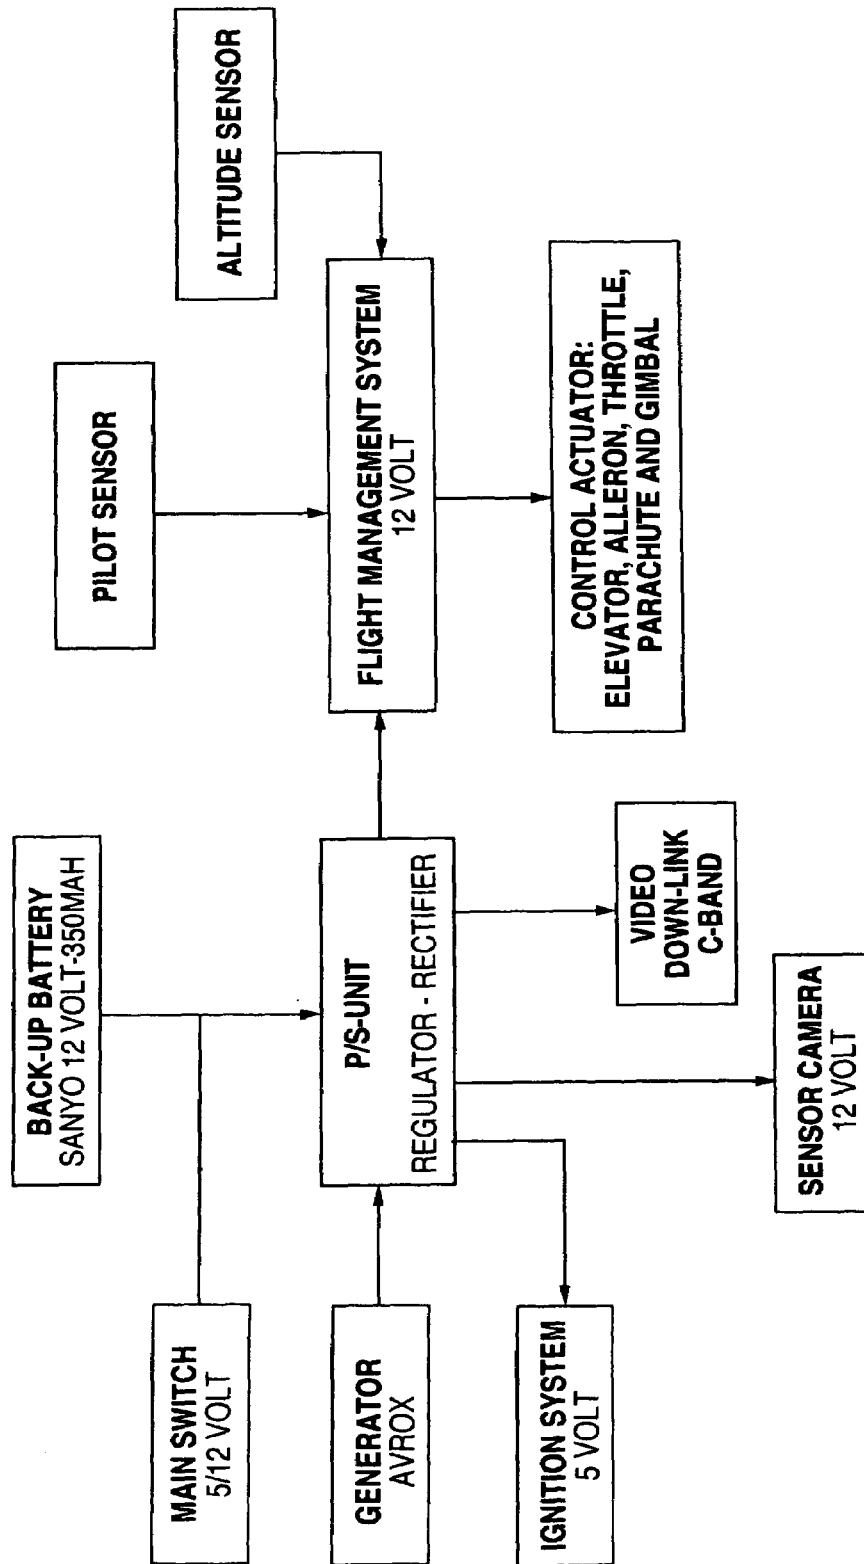 BACK-UP BATTERY
SANYO 12 VOLT-350MAH
MAIN SWITCH
5/12 VOLT
PILOT SENSOR
ALTITUDE SENSOR
GENERATOR
AVROX
P/S-UNIT
REGULATOR - RECTIFIER
FLIGHT MANAGEMENT SYSTEM
12 VOLT
IGNITION SYSTEM
5 VOLT
VIDEO
DOWN-LINK
C-BAND
CONTROL ACTUATOR:
ELEVATOR, ALLERON, THROTTLE,
PARACHUTE AND GIMBAL
SENSOR CAMERA
12 VOLT